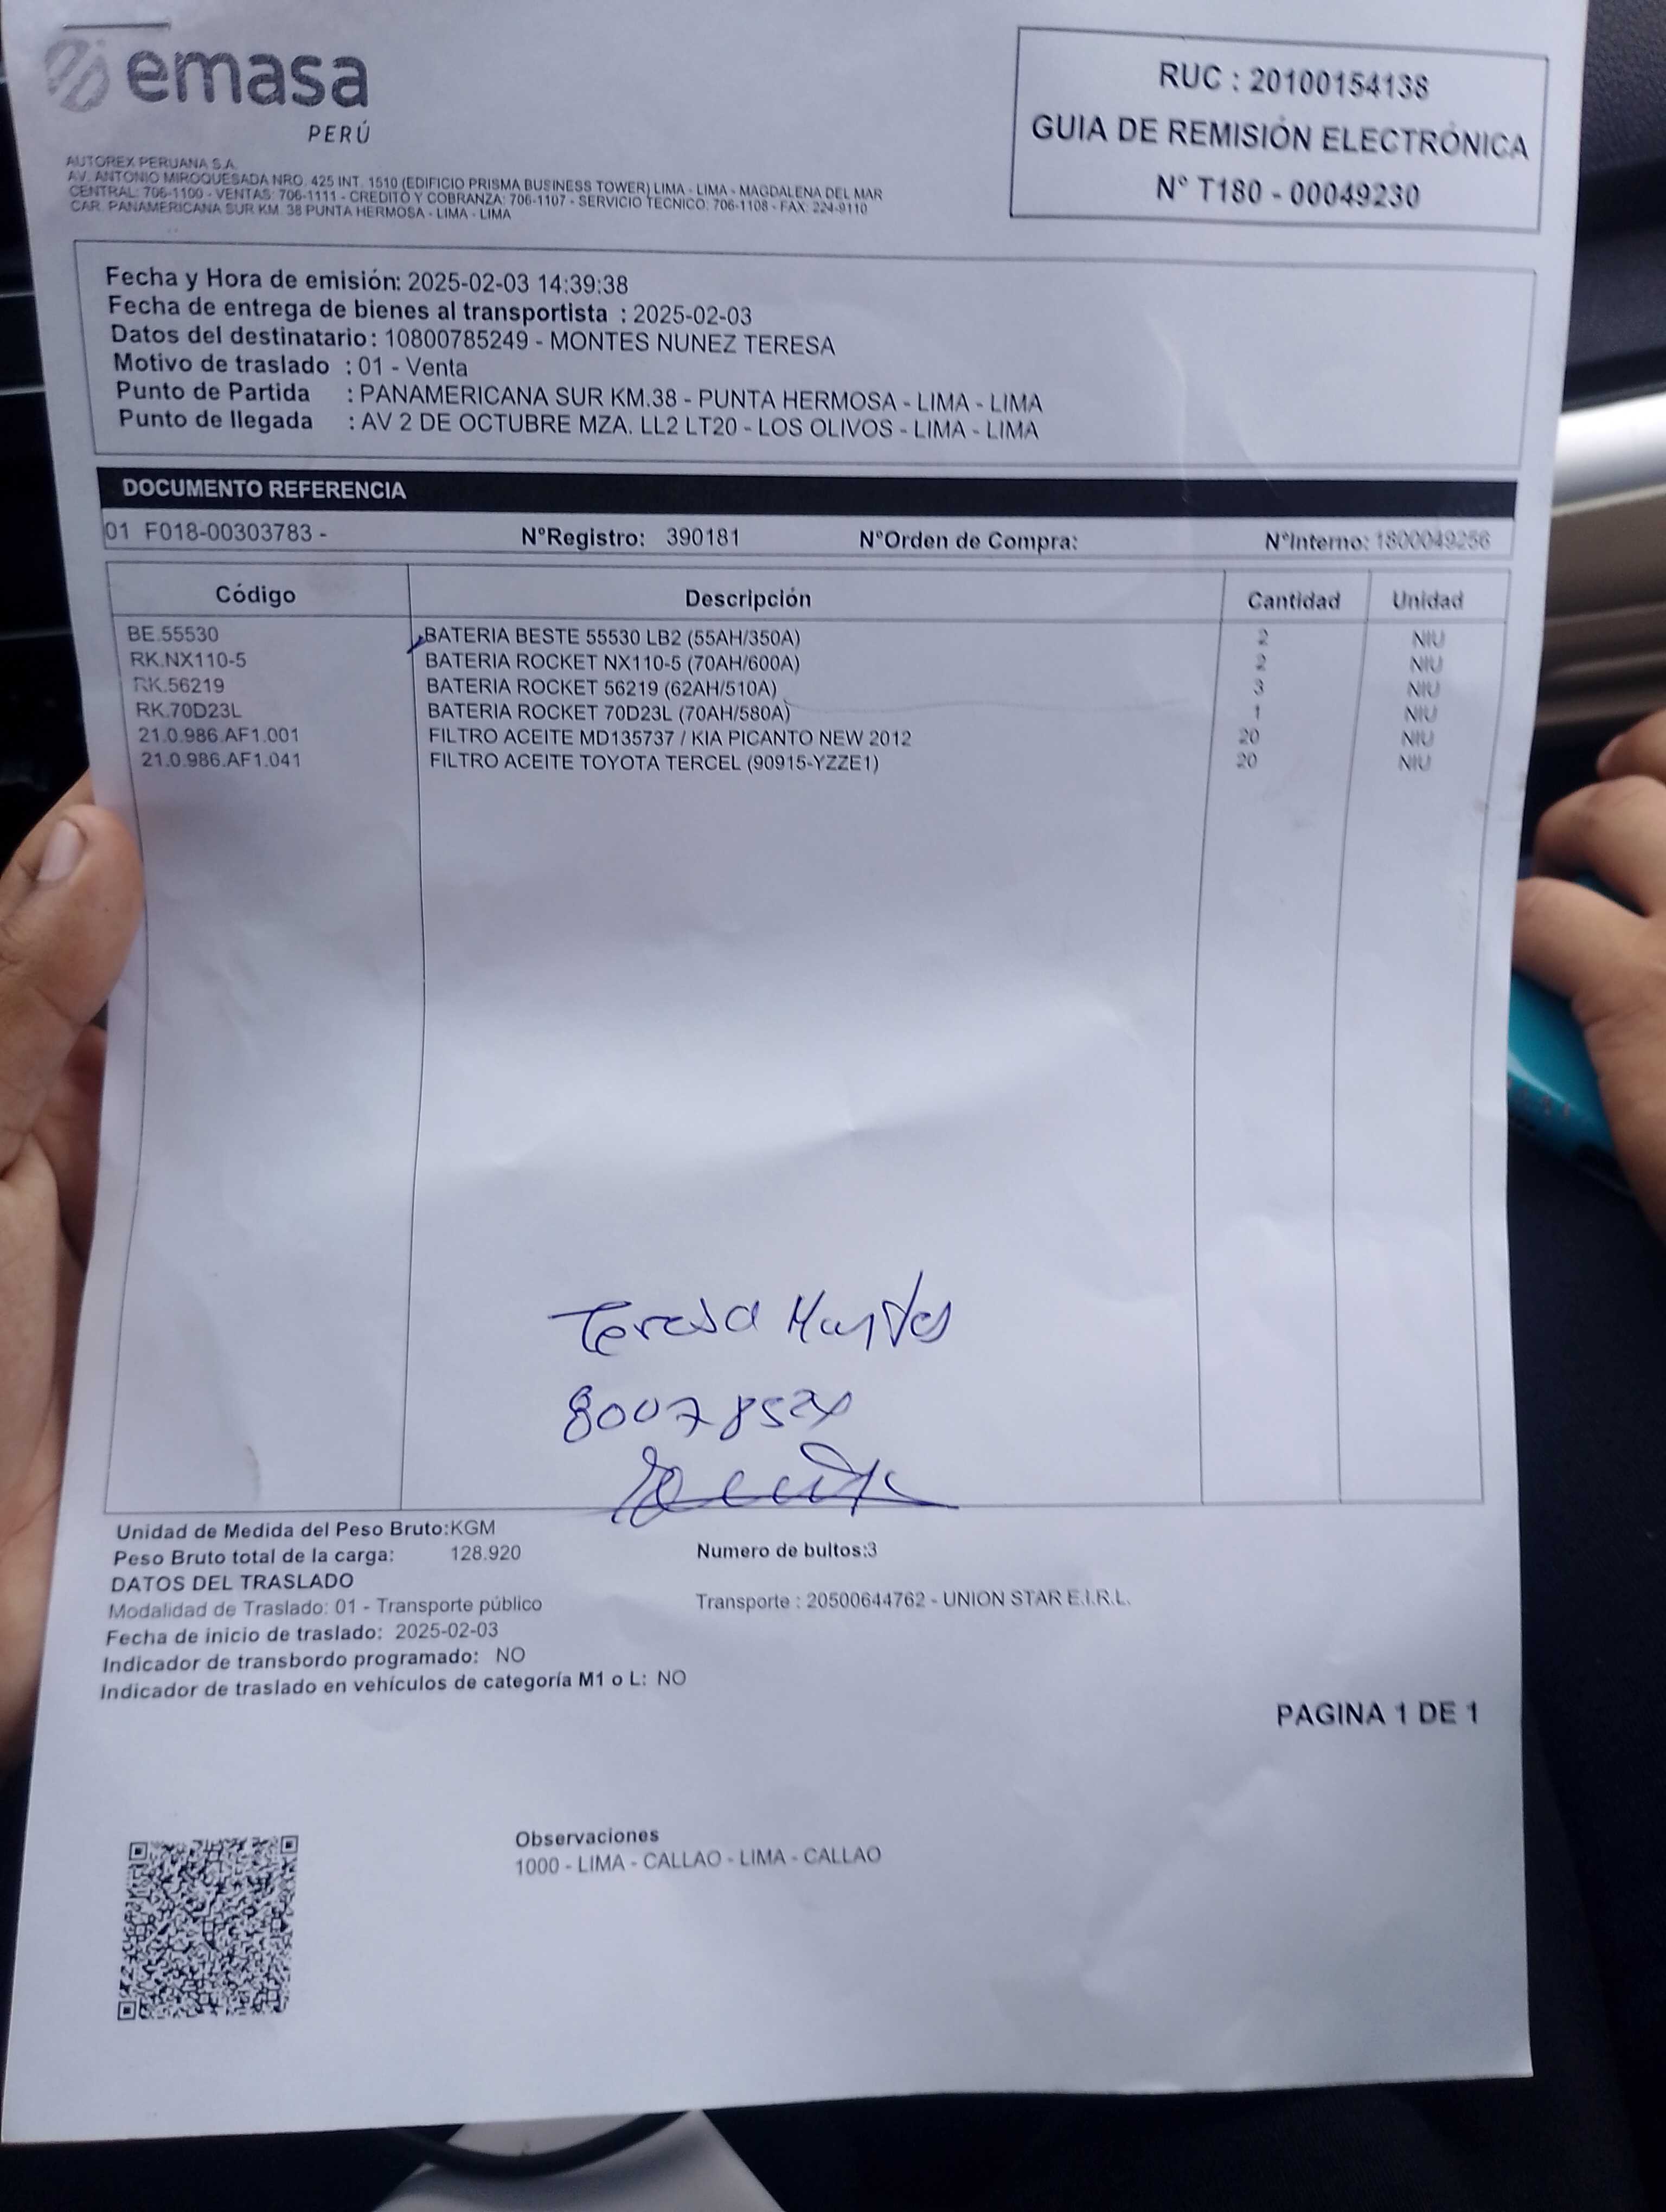 emasa
PERÚ
RUC : 20100154138
GUIA DE REMISIÓN ELECTRÓNICA
N° T180 - 00049230
AUTOREX PERUANA S.A.
AV. ANTONIO MIROQUESADA NRO. 425 INT. 1510 (EDIFICIO PRISMA BUSINESS TOWER) LIMA - LIMA - MAGDALENA DEL MAR
CENTRAL: 706-1100 - VENTAS: 706-1111 - CREDITO Y COBRANZA: 706-1107 - SERVICIO TECNICO: 706-1108 - FAX: 224-9110
CAR. PANAMERICANA SUR KM. 38 PUNTA HERMOSA - LIMA - LIMA
Fecha y Hora de emisión: 2025-02-03 14:39:38
Fecha de entrega de bienes al transportista : 2025-02-03
Datos del destinatario : 10800785249 - MONTES NUNEZ TERESA
Motivo de traslado : 01 - Venta
Punto de Partida : PANAMERICANA SUR KM.38 - PUNTA HERMOSA - LIMA - LIMA
Punto de llegada : AV 2 DE OCTUBRE MZA. LL2 LT20 - LOS OLIVOS - LIMA - LIMA
DOCUMENTO REFERENCIA
01 F018-00303783 - N°Registro: 390181 N°Orden de Compra: N°Interno: 1800049256
Código Descripción Cantidad Unidad
BE.55530 BATERIA BESTE 55530 LB2 (55AH/350A) 2 NIU
RK.NX110-5 BATERIA ROCKET NX110-5 (70AH/600A) 2 NIU
RK.56219 BATERIA ROCKET 56219 (62AH/510A) 3 NIU
RK.70D23L BATERIA ROCKET 70D23L (70AH/580A) 1 NIU
21.0.986.AF1.001 FILTRO ACEITE MD135737 / KIA PICANTO NEW 2012 20 NIU
21.0.986.AF1.041 FILTRO ACEITE TOYOTA TERCEL (90915-YZZE1) 20 NIU
Teresa Montes
Unidad de Medida del Peso Bruto:KGM
Peso Bruto total de la carga: 128.920 Numero de bultos:3
DATOS DEL TRASLADO
Modalidad de Traslado: 01 - Transporte público Transporte : 20500644762 - UNION STAR E.I.R.L.
Fecha de inicio de traslado: 2025-02-03
Indicador de transbordo programado: NO
Indicador de traslado en vehículos de categoría M1 o L: NO
PAGINA 1 DE 1
Observaciones
1000 - LIMA - CALLAO - LIMA - CALLAO